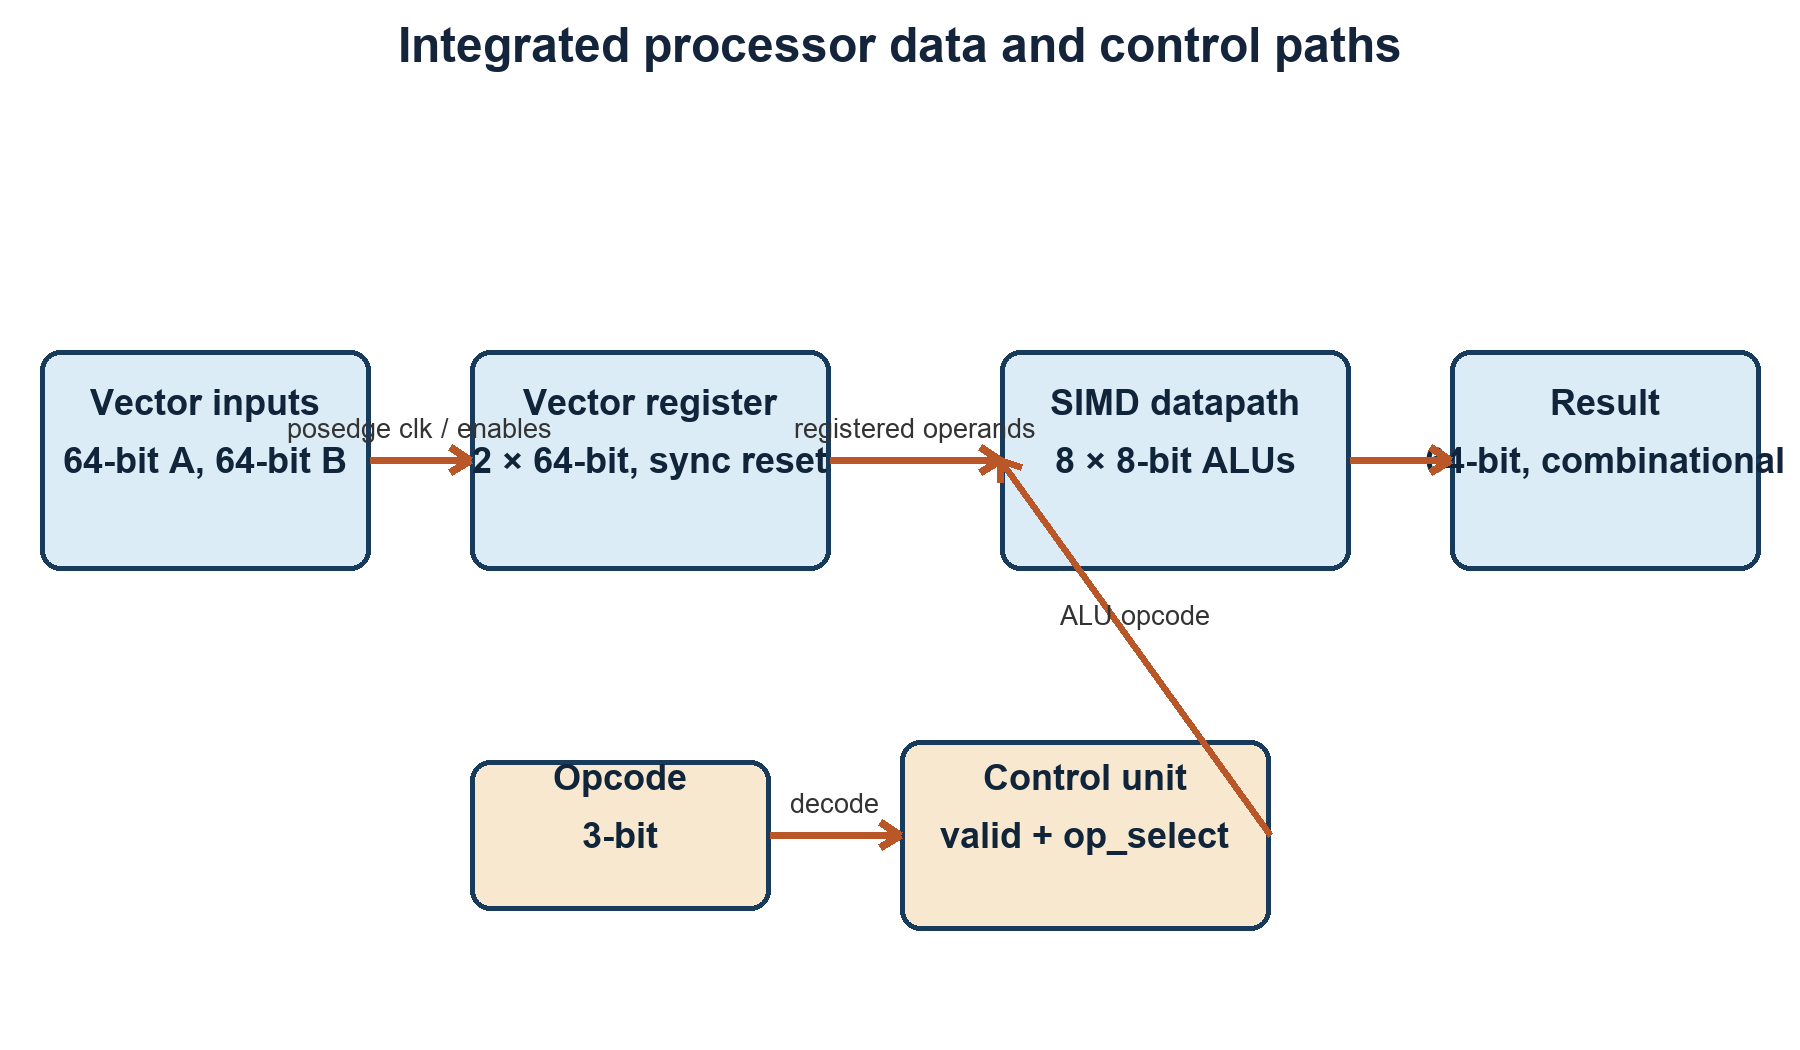 Integrated processor data and control paths
Vector inputs
64-bit A, 64-bit B
posedge clk / enables
Vector register
2 × 64-bit, sync reset
registered operands
SIMD datapath
8 × 8-bit ALUs
Result
64-bit, combinational
ALU opcode
Opcode
3-bit
decode
Control unit
valid + op_select